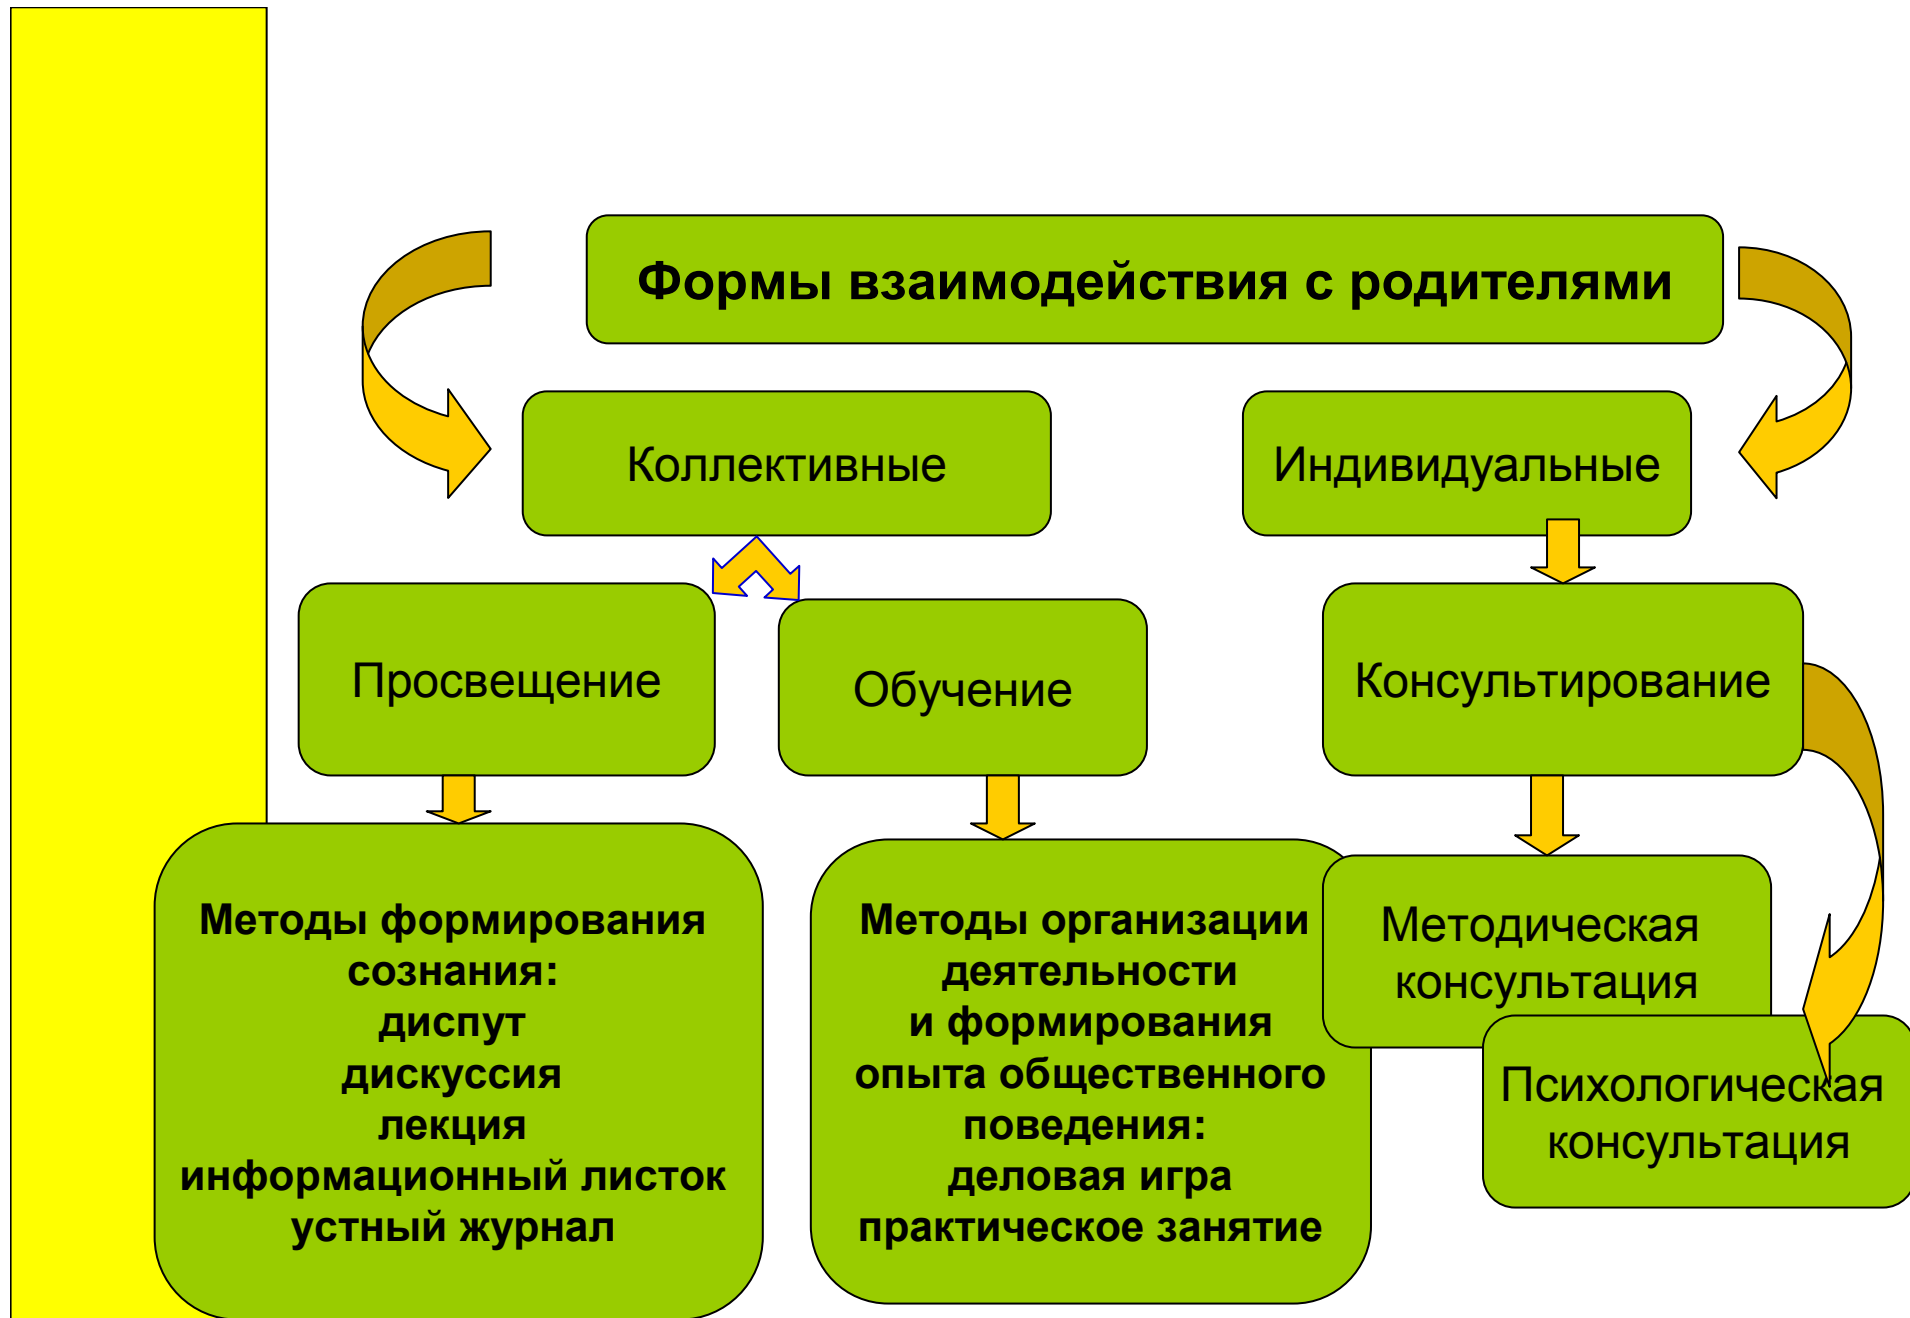 Формы взаимодействия с родителями
Коллективные
Индивидуальные
Просвещение
Обучение
Консультирование
Методы формирования
сознания:
диспут
дискуссия
лекция
информационный листок
устный журнал
Методы организации
деятельности
и формирования
опыта общественного
поведения:
деловая игра
практическое занятие
Методическая
консультация
Психологическая
консультация